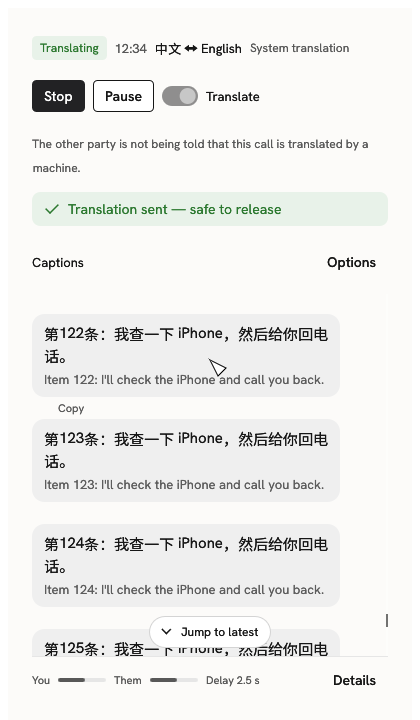 Translating 12:34 中文 ⬌ English System translation
Stop Pause Translate
The other party is not being told that this call is translated by a
machine.
Translation sent — safe to release
Captions Options
第122条：我查一下 iPhone，然后给你回电
话。
Item 122: I'll check the iPhone and call you back.
Copy
第123条：我查一下 iPhone，然后给你回电
话。
Item 123: I'll check the iPhone and call you back.
第124条：我查一下 iPhone，然后给你回电
话。
Item 124: I'll check the iPhone and call you back.
Jump to latest
第125条：我查一下 iPhone，然后给你回电
You Them Delay 2.5 s Details